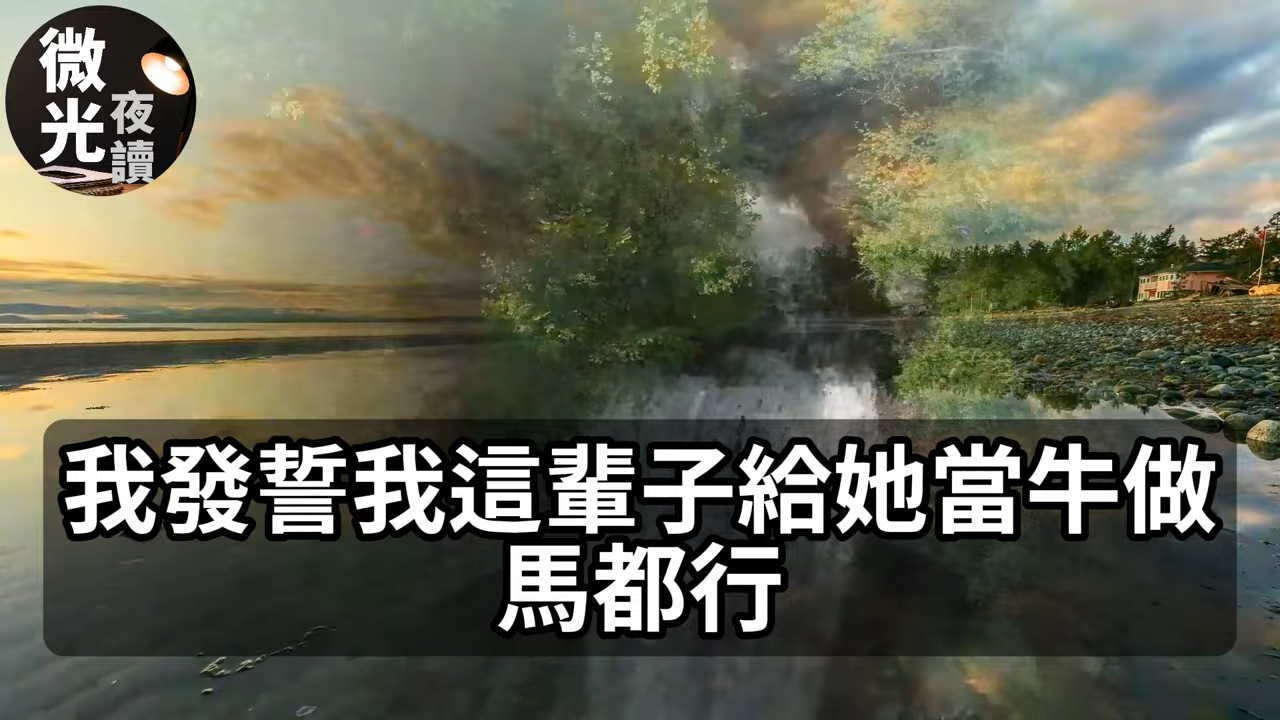 微光
夜讀
我發誓我這輩子給她當牛做
馬都行